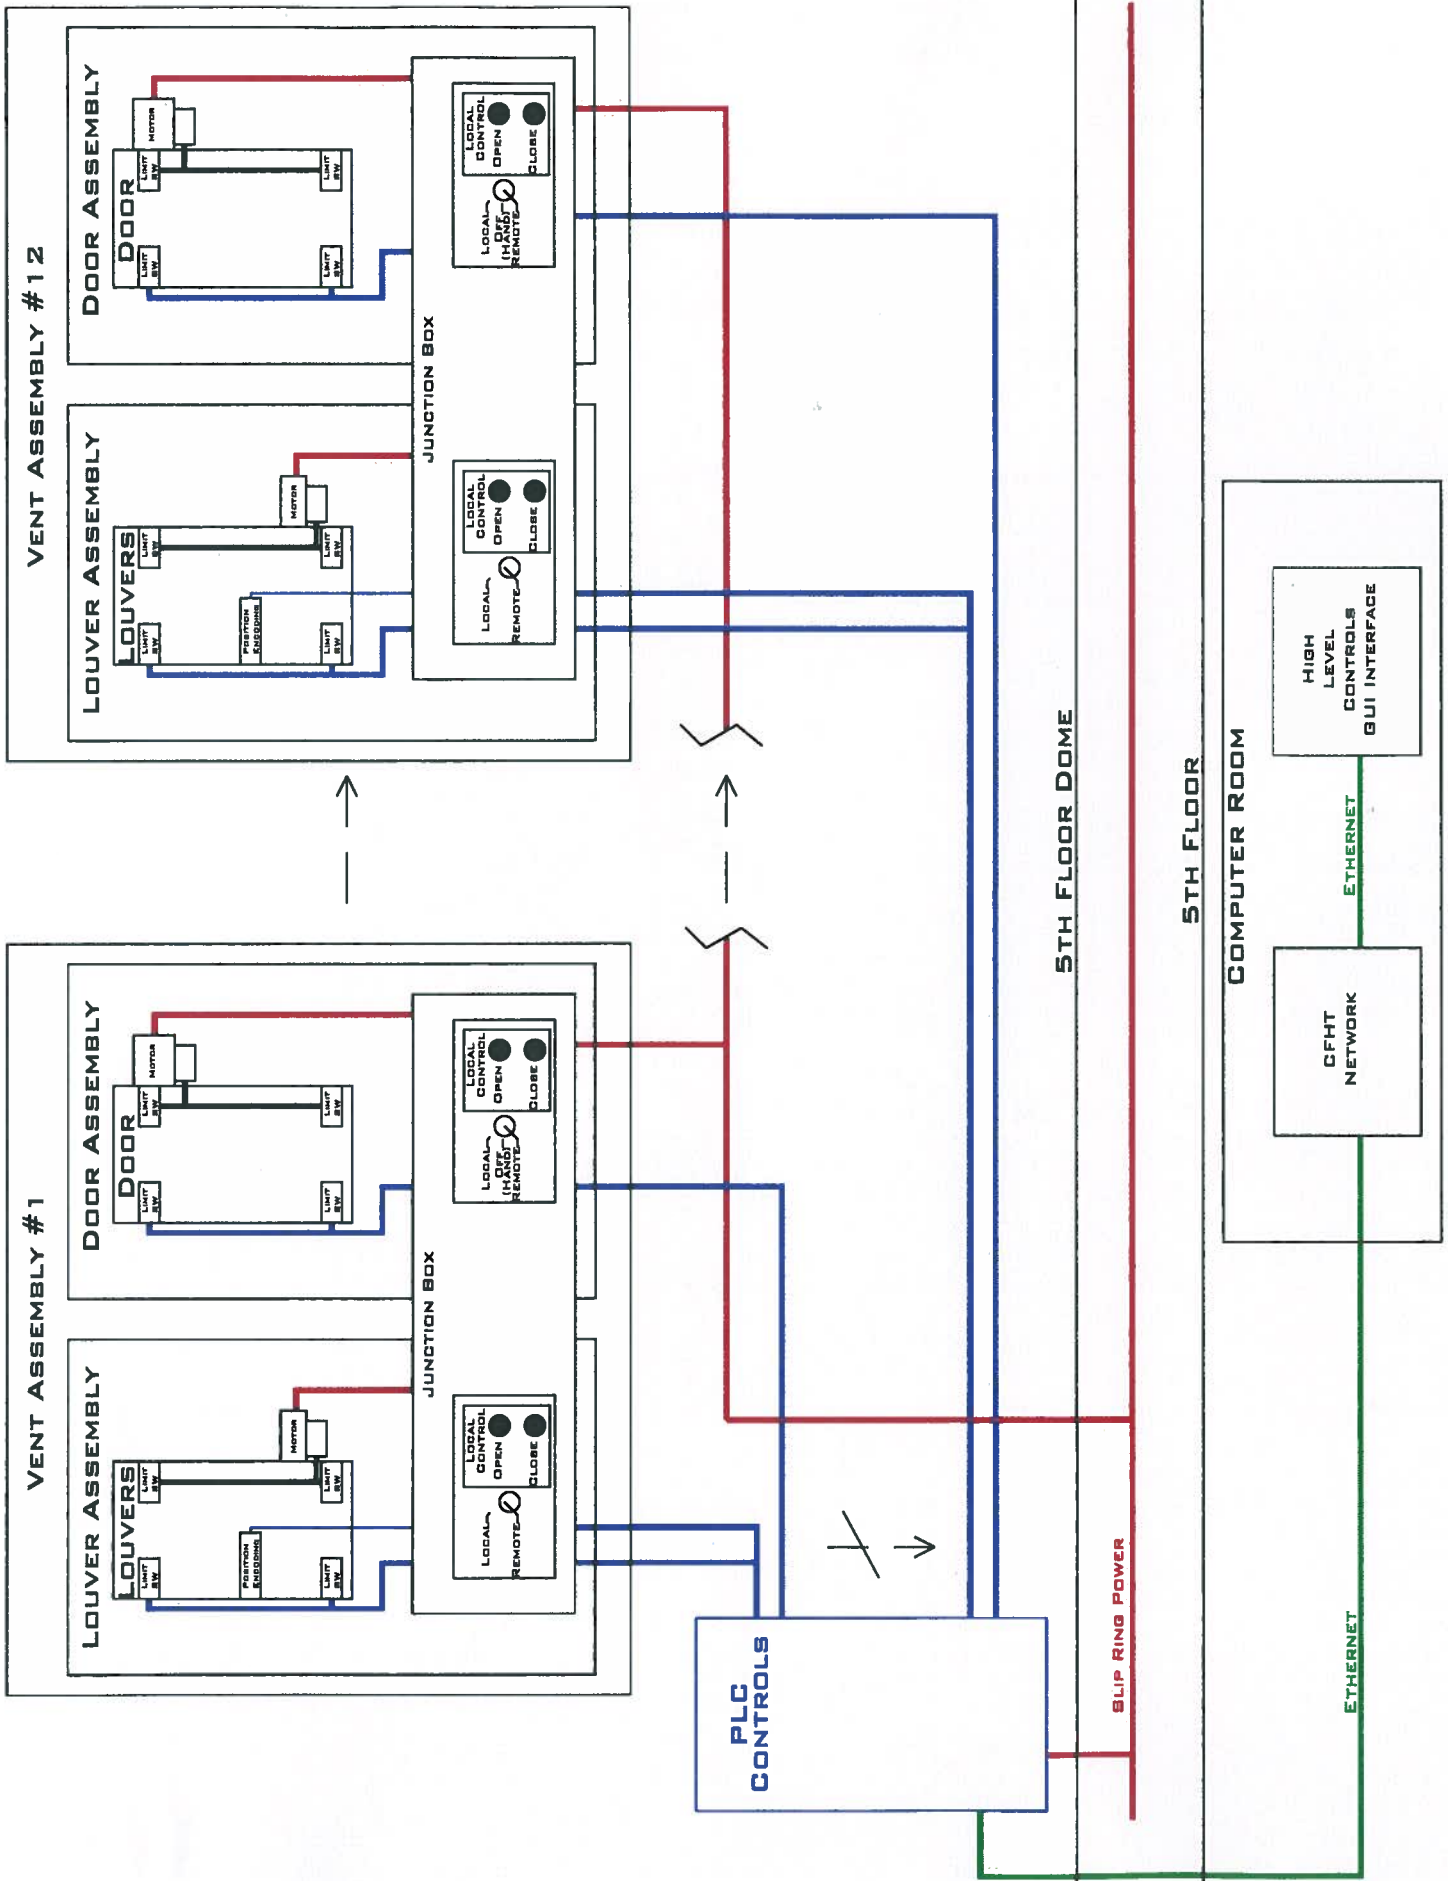 VENT ASSEMBLY #1
LOUVER ASSEMBLY
LOUVERS
LIMIT
SW
LIMIT
SW
POSITION
ENCODING
LIMIT
SW
LIMIT
SW
MOTOR
DOOR ASSEMBLY
DOOR
LIMIT
SW
LIMIT
SW
LIMIT
SW
LIMIT
SW
MOTOR
JUNCTION BOX
LOCAL
REMOTE
LOCAL
CONTROL
OPEN
CLOSE
LOCAL
OFF
(HAND)
REMOTE
LOCAL
CONTROL
OPEN
CLOSE
VENT ASSEMBLY #12
LOUVER ASSEMBLY
LOUVERS
LIMIT
SW
LIMIT
SW
POSITION
ENCODING
LIMIT
SW
LIMIT
SW
MOTOR
DOOR ASSEMBLY
DOOR
LIMIT
SW
LIMIT
SW
LIMIT
SW
LIMIT
SW
MOTOR
JUNCTION BOX
LOCAL
REMOTE
LOCAL
CONTROL
OPEN
CLOSE
LOCAL
OFF
(HAND)
REMOTE
LOCAL
CONTROL
OPEN
CLOSE
PLC
CONTROLS
5TH FLOOR DOME
SLIP RING POWER
5TH FLOOR
COMPUTER ROOM
ETHERNET
CFHT
NETWORK
ETHERNET
HIGH
LEVEL
CONTROLS
GUI INTERFACE